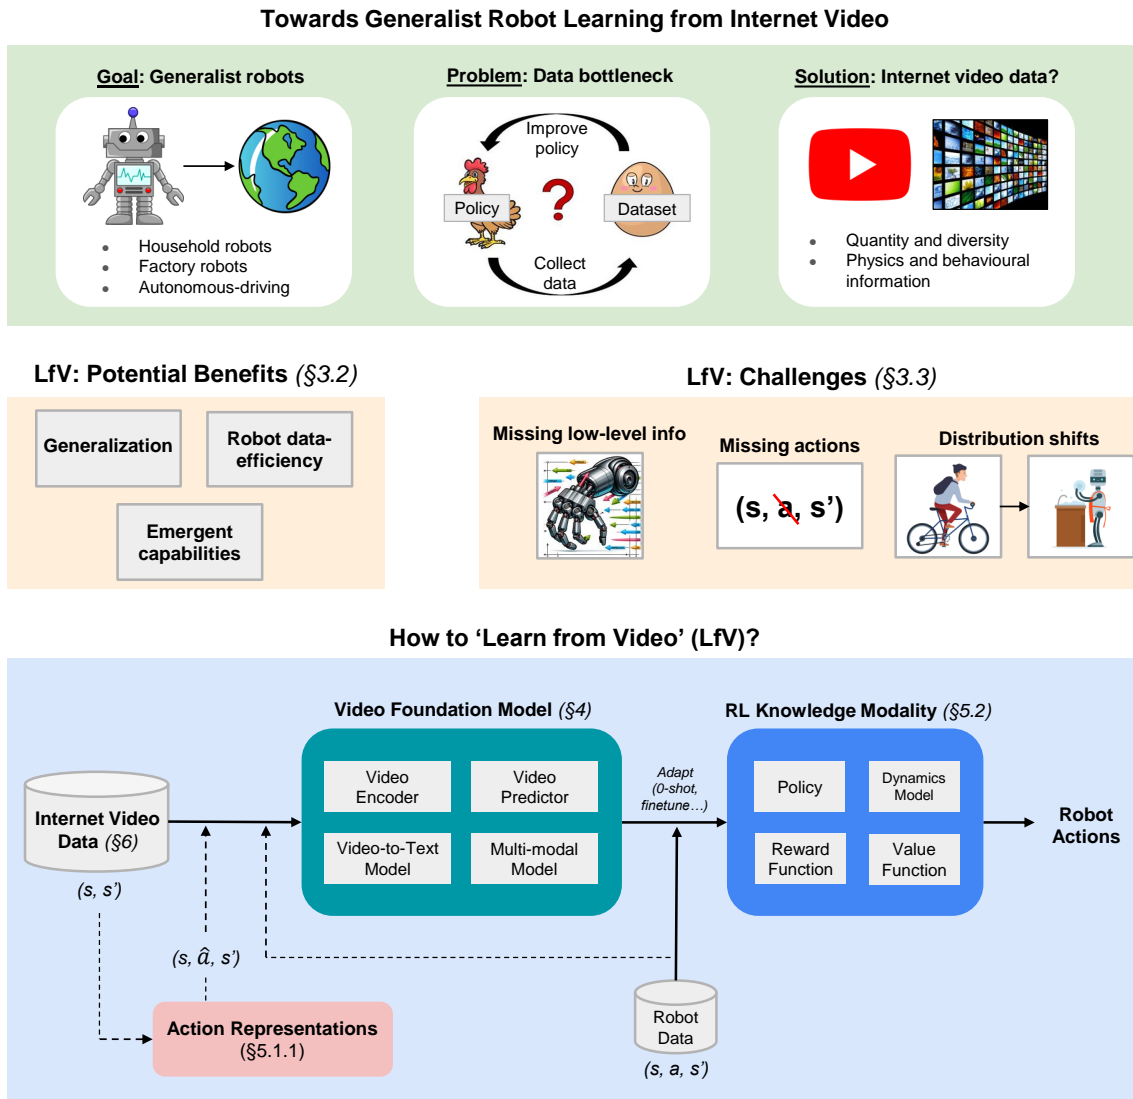 Towards Generalist Robot Learning from Internet Video
Goal: Generalist robots
Household robots
Factory robots
Autonomous-driving
Problem: Data bottleneck
Improve
policy
Policy
?
Dataset
Collect
data
Solution: Internet video data?
Quantity and diversity
Physics and behavioural
information
LfV: Potential Benefits (§3.2)
Generalization
Robot data-
efficiency
Emergent
capabilities
LfV: Challenges (§3.3)
Missing low-level info
Missing actions
(s, a, s’)
Distribution shifts
How to ‘Learn from Video’ (LfV)?
Internet Video
Data (§6)
(s, s’)
(s, â, s’)
Action Representations
(§5.1.1)
Video Foundation Model (§4)
Video
Encoder
Video
Predictor
Video-to-Text
Model
Multi-modal
Model
Adapt
(0-shot,
finetune…)
Robot
Data
(s, a, s’)
RL Knowledge Modality (§5.2)
Policy
Dynamics
Model
Reward
Function
Value
Function
Robot
Actions